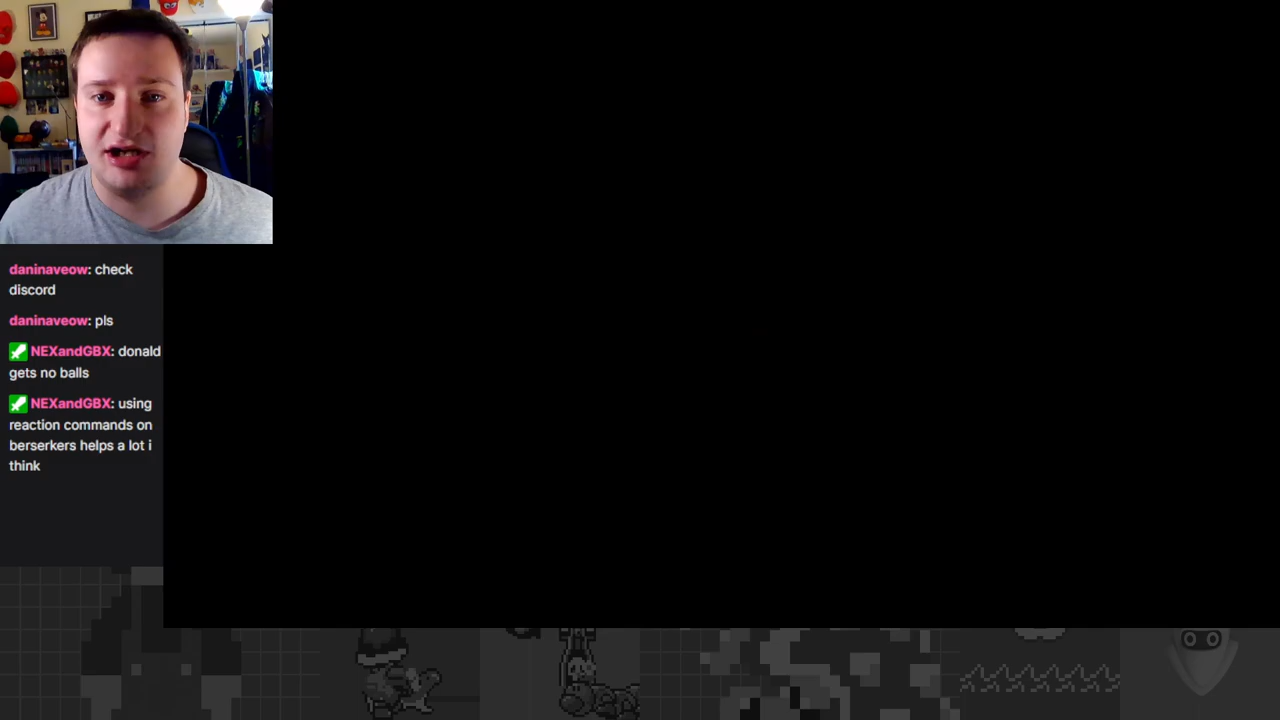 daninaveow: check
discord
daninaveow: pls
NEXandGBX: donald
gets no balls
NEXandGBX: using
reaction commands on
berserkers helps a lot i
think